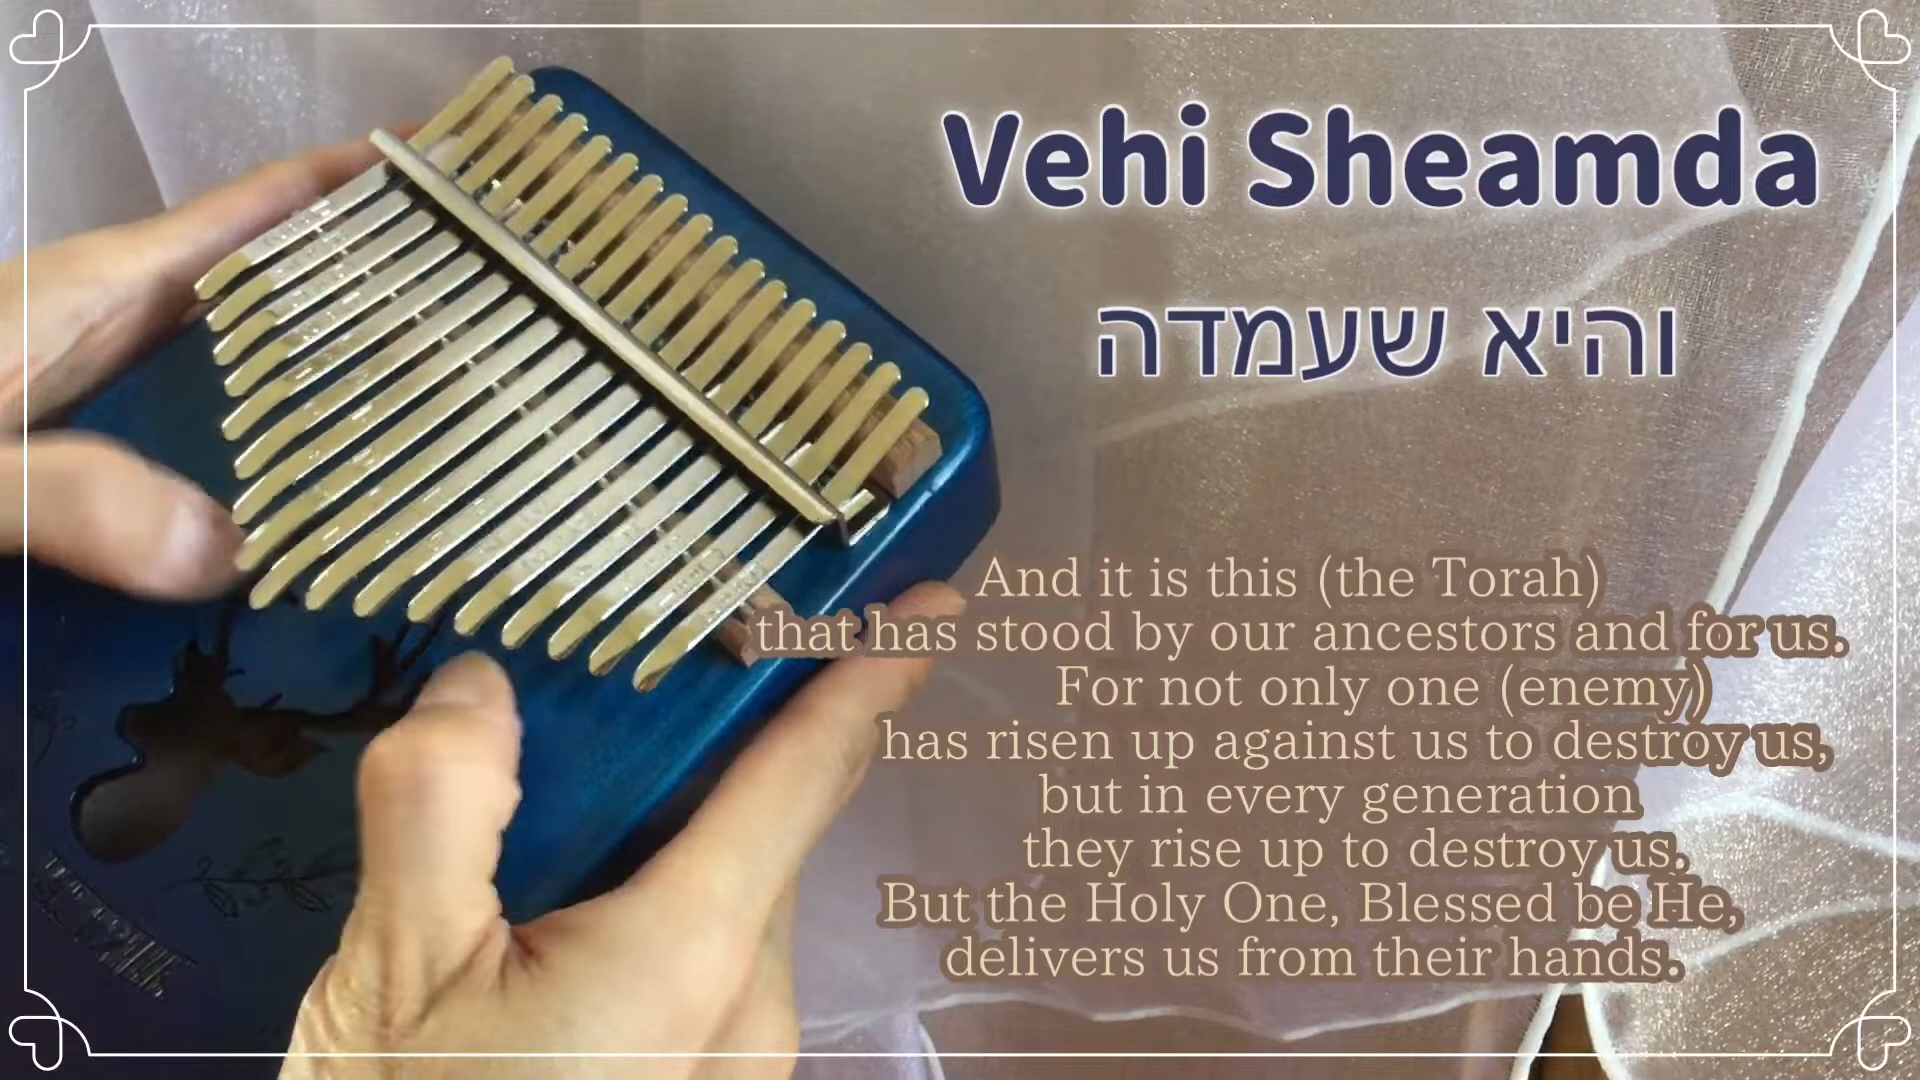 Vehi Sheamda
והיא שעמדה
And it is this (the Torah)
that has stood by our ancestors and for us.
For not only one (enemy)
has risen up against us to destroy us,
but in every generation
they rise up to destroy us.
But the Holy One, Blessed be He,
delivers us from their hands.